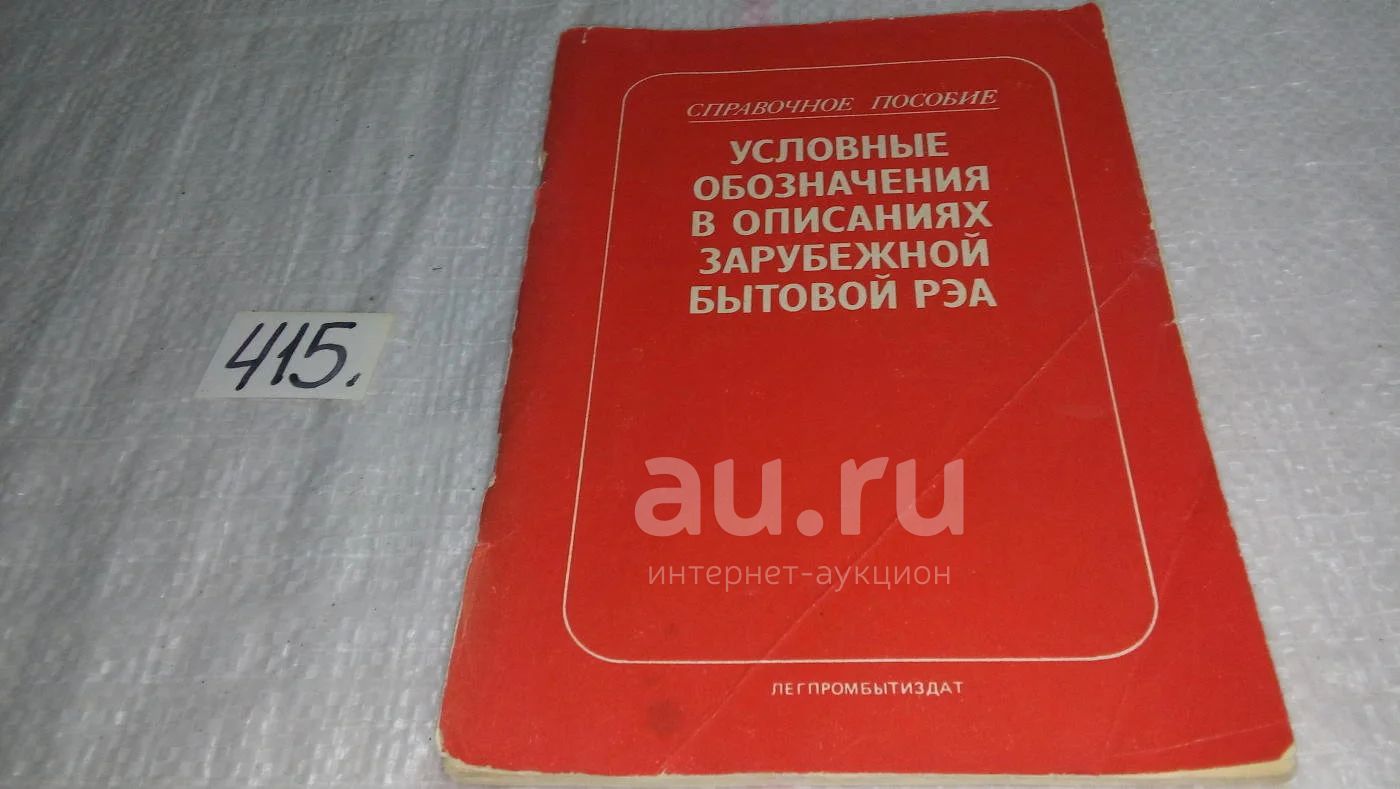 СПРАВОЧНОЕ ПОСОБИЕ
УСЛОВНЫЕ
ОБОЗНАЧЕНИЯ
В ОПИСАНИЯХ
ЗАРУБЕЖНОЙ
БЫТОВОЙ РЭА
415.
au.ru
интернет-аукцион
ЛЕГПРОМБЫТИЗДАТ